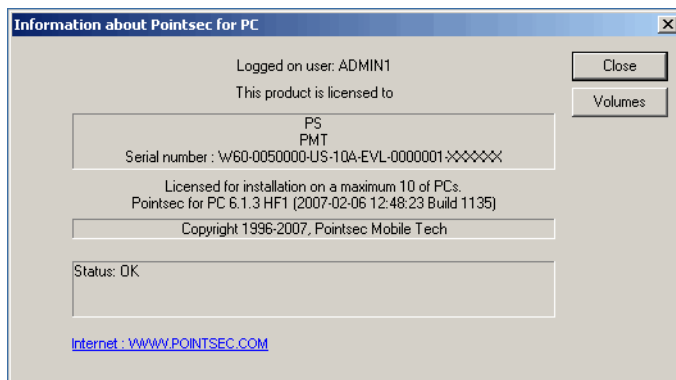 Information about Pointsec for PC
Logged on user: ADMIN1
Close
This product is licensed to
Volumes
PS
PMT
Serial number : W60-0050000-US-10A-EVL-0000001-XXXXXX
Licensed for installation on a maximum 10 of PCs.
Pointsec for PC 6.1.3 HF1 (2007-02-06 12:48:23 Build 1135)
Copyright 1996-2007, Pointsec Mobile Tech
Status: OK
Internet : WWW.POINTSEC.COM